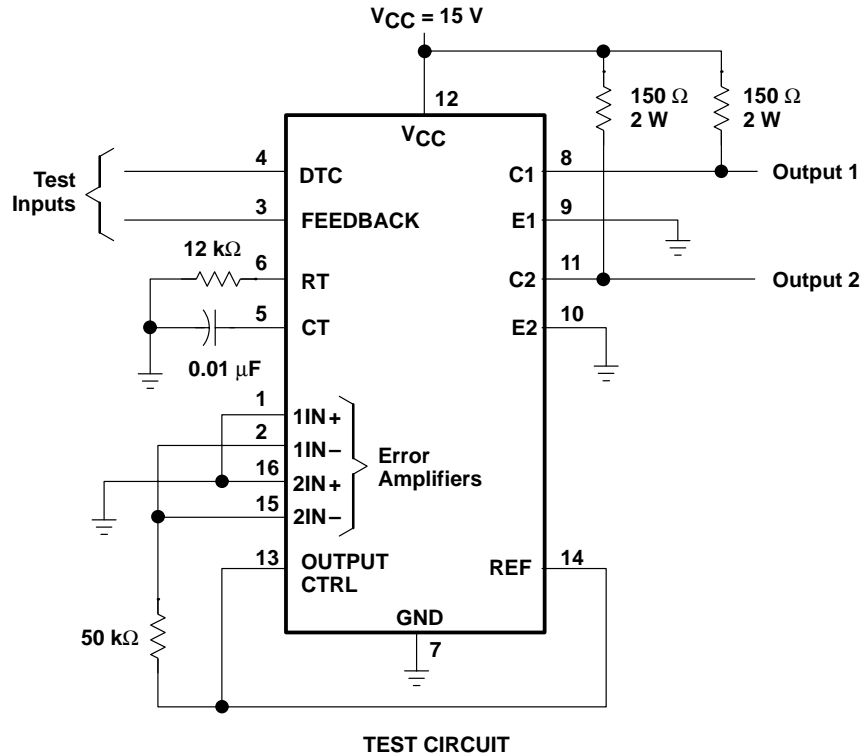 VCC = 15 V
12
VCC
150 Ω
2 W
150 Ω
2 W
Test
Inputs
4
DTC
3
FEEDBACK
12 kΩ
6
RT
5
CT
0.01 μF
1
1IN+
2
1IN−
16
2IN+
15
2IN−
Error
Amplifiers
13
OUTPUT
CTRL
C1
8
Output 1
E1
9
C2
11
Output 2
E2
10
REF
14
GND
7
50 kΩ
TEST CIRCUIT